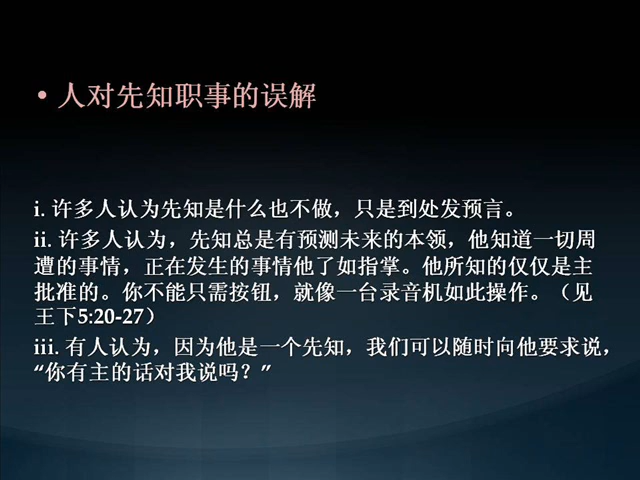 • 人对先知职事的误解
i. 许多人认为先知是什么也不做，只是到处发预言。
ii. 许多人认为，先知总是有预测未来的本领，他知道一切周
遭的事情，正在发生的事情他了如指掌。他所知的仅仅是主
批准的。你不能只需按钮，就像一台录音机如此操作。（见
王下5:20-27）
iii. 有人认为，因为他是一个先知，我们可以随时向他要求说，
“你有主的话对我说吗？”